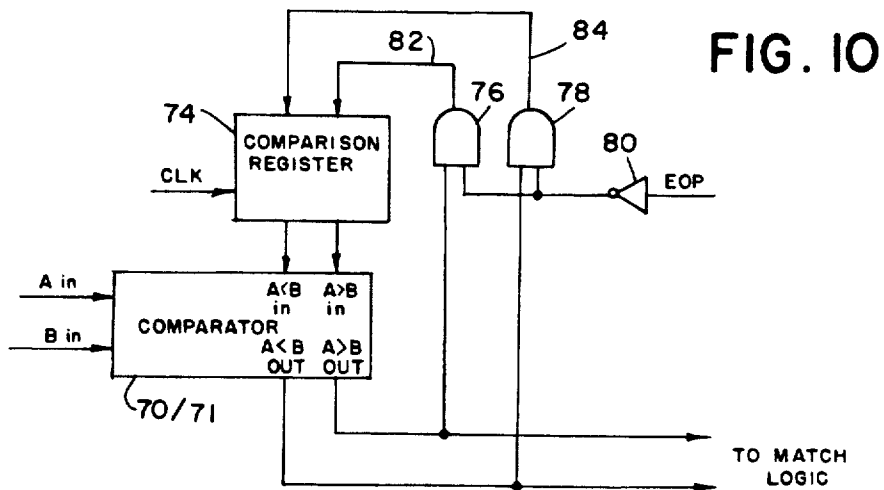 FIG. 10
82
84
76
78
74
COMPARISON
REGISTER
80
EOP
CLK
A in
B in
A<B
in
A>B
in
COMPARATOR
A<B
OUT
A>B
OUT
70/71
TO MATCH
LOGIC